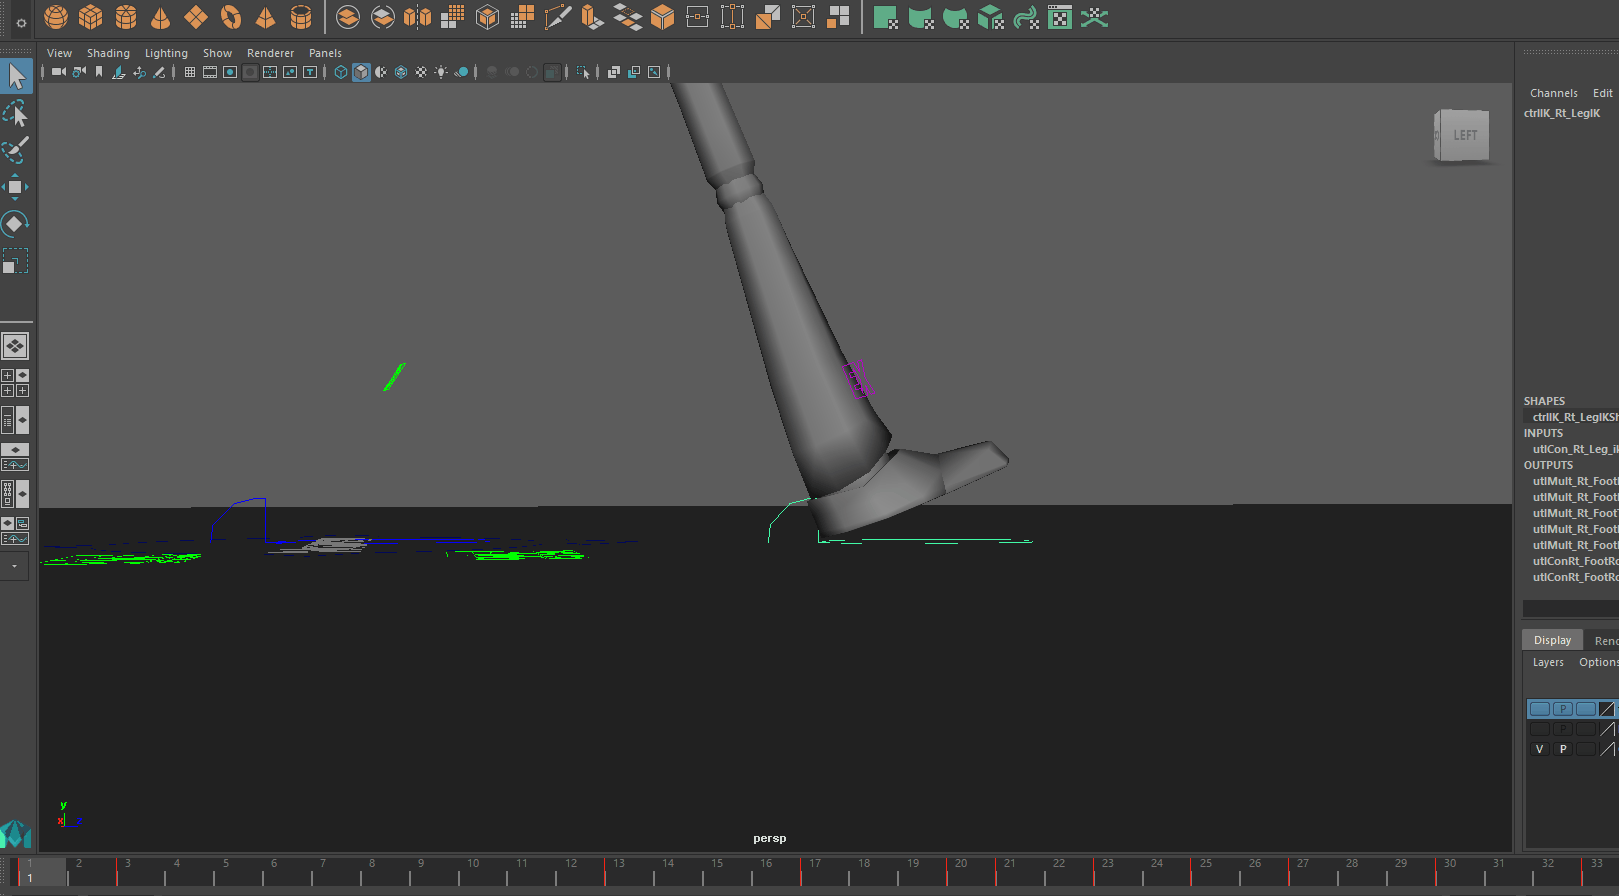 View Shading Lighting Show Renderer Panels
Channels Edit
ctrlIK_Rt_LegIK
LEFT
SHAPES
ctrlIK_Rt_LegIKSh
INPUTS
utlCon_Rt_Leg_ik
OUTPUTS
utlMult_Rt_Foot
utlMult_Rt_Foot
utlMult_Rt_Foot
utlMult_Rt_Foot
utlMult_Rt_Foot
utlConRt_FootRo
utlConRt_FootRo
Display Rend
Layers Options
P
P
V P
y
x z
persp
1 2 3 4 5 6 7 8 9 10 11 12 13 14 15 16 17 18 19 20 21 22 23 24 25 26 27 28 29 30 31 32 33
1